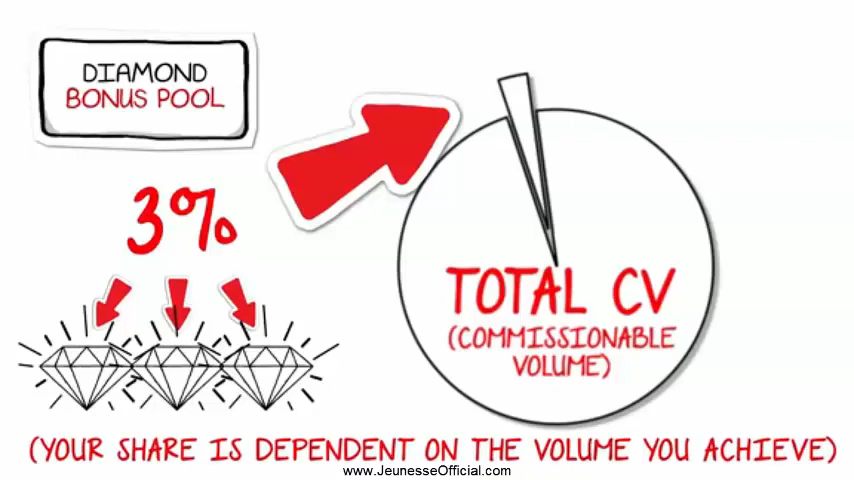 DIAMOND
BONUS POOL
3%
TOTAL CV
(COMMISSIONABLE
VOLUME)
(YOUR SHARE IS DEPENDENT ON THE VOLUME YOU ACHIEVE)
www.JeunesseOfficial.com